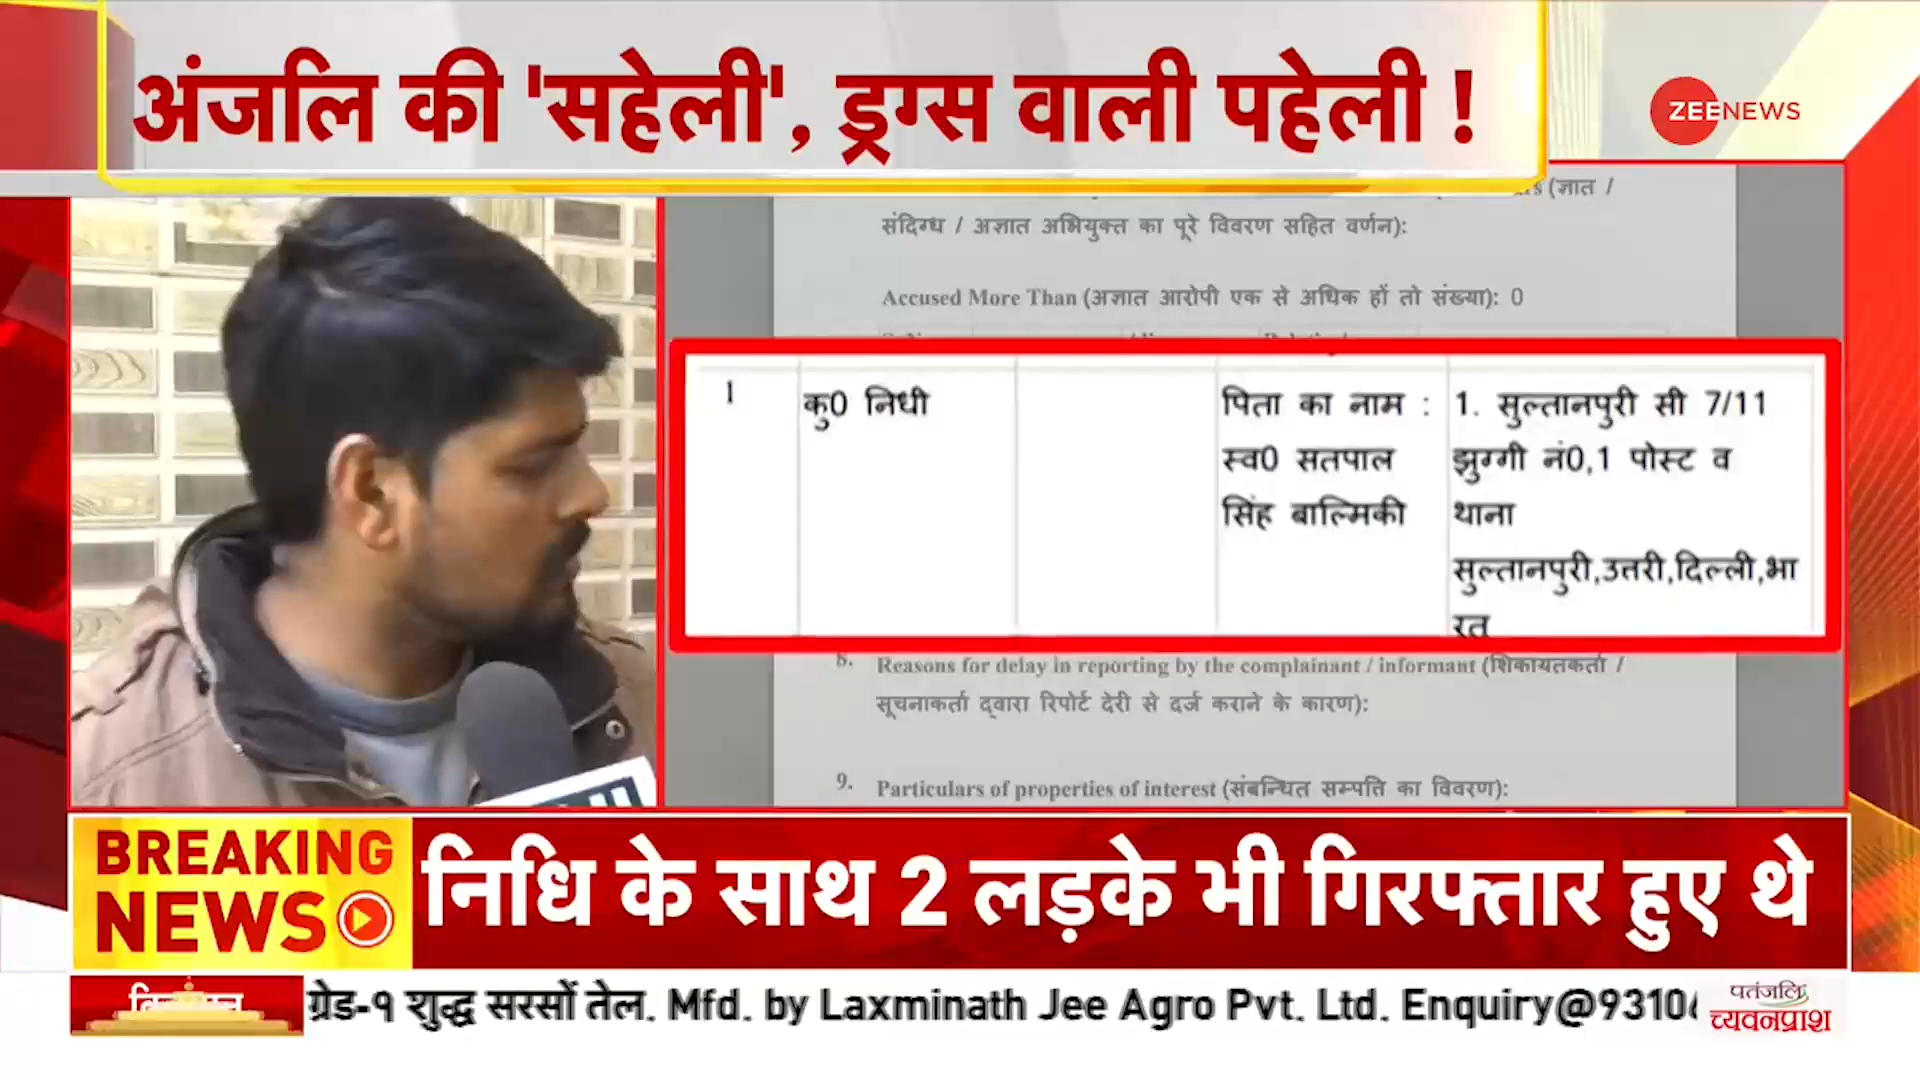 अंजलि की 'सहेली', ड्रग्स वाली पहेली !
ZEENEWS
(ज्ञात /
संदिग्ध / अज्ञात अभियुक्त का पूरे विवरण सहित वर्णन):
Accused More Than (अज्ञात आरोपी एक से अधिक हों तो संख्या): 0
1
कु0 निधी
पिता का नाम :
स्व0 सतपाल
सिंह बाल्मिकी
1. सुल्तानपुरी सी 7/11
झुग्गी नं0,1 पोस्ट व
थाना
सुल्तानपुरी,उत्तरी,दिल्ली,भा
रत
8. Reasons for delay in reporting by the complainant / informant (शिकायतकर्ता /
सूचनाकर्ता द्वारा रिपोर्ट देरी से दर्ज कराने के कारण):
9. Particulars of properties of interest (संबन्धित सम्पत्ति का विवरण):
BREAKING
NEWS
निधि के साथ 2 लड़के भी गिरफ्तार हुए थे
ग्रेड-१ शुद्ध सरसों तेल. Mfd. by Laxminath Jee Agro Pvt. Ltd. Enquiry@9310
पतंजलि
च्यवनप्राश